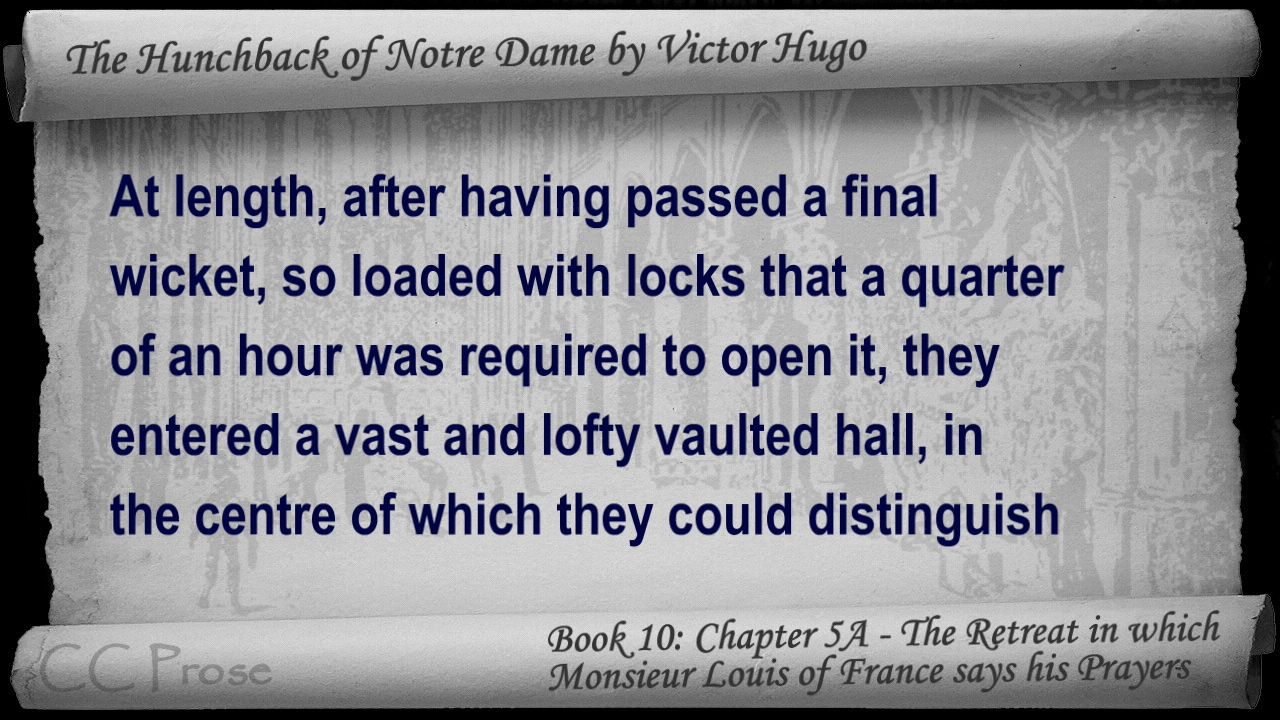 The Hunchback of Notre Dame by Victor Hugo
At length, after having passed a final
wicket, so loaded with locks that a quarter
of an hour was required to open it, they
entered a vast and lofty vaulted hall, in
the centre of which they could distinguish
Book 10: Chapter 5A - The Retreat in which
Monsieur Louis of France says his Prayers
CC Prose